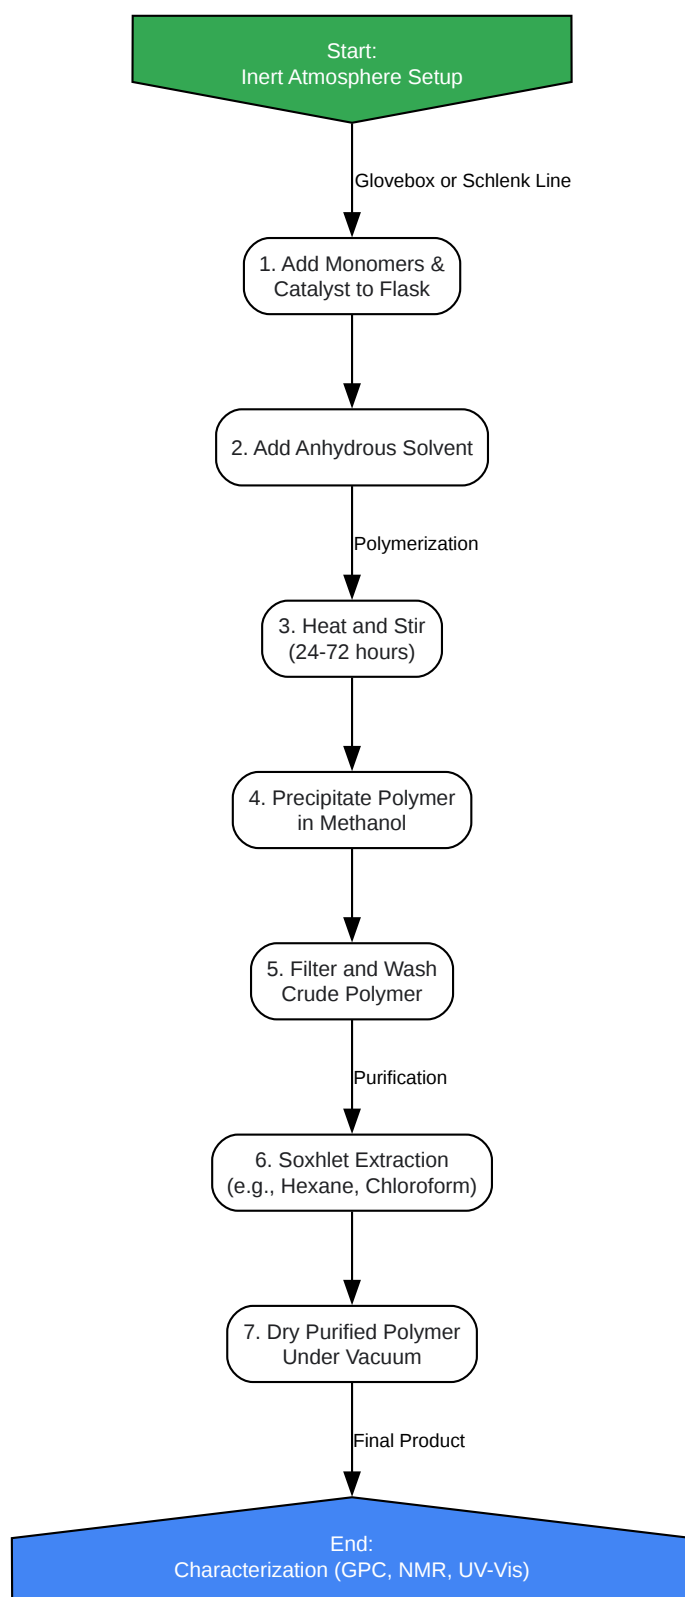 Start:
Inert Atmosphere Setup
Glovebox or Schlenk Line
1. Add Monomers &
Catalyst to Flask
2. Add Anhydrous Solvent
Polymerization
3. Heat and Stir
(24-72 hours)
4. Precipitate Polymer
in Methanol
5. Filter and Wash
Crude Polymer
Purification
6. Soxhlet Extraction
(e.g., Hexane, Chloroform)
7. Dry Purified Polymer
Under Vacuum
Final Product
End:
Characterization (GPC, NMR, UV-Vis)